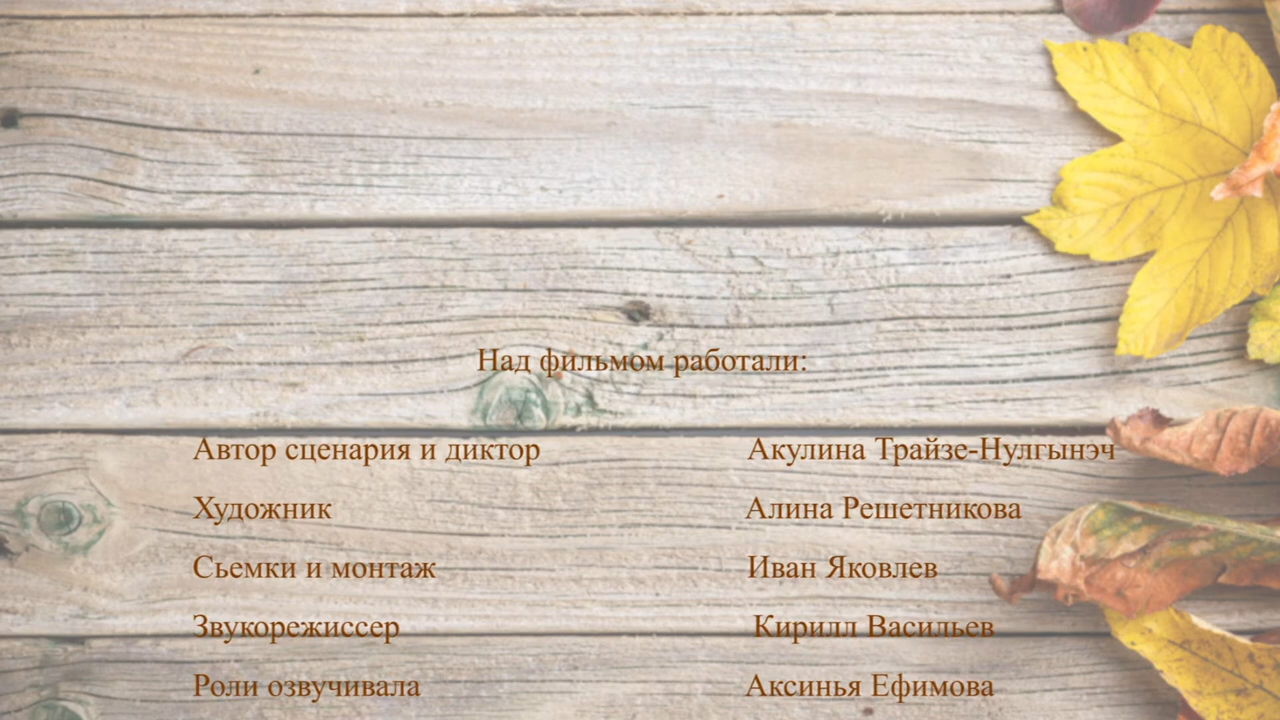 Над фильмом работали:
Автор сценария и диктор Акулина Трайзе-Нулгынэч
Художник Алина Решетникова
Сьемки и монтаж Иван Яковлев
Звукорежиссер Кирилл Васильев
Роли озвучивала Аксинья Ефимова